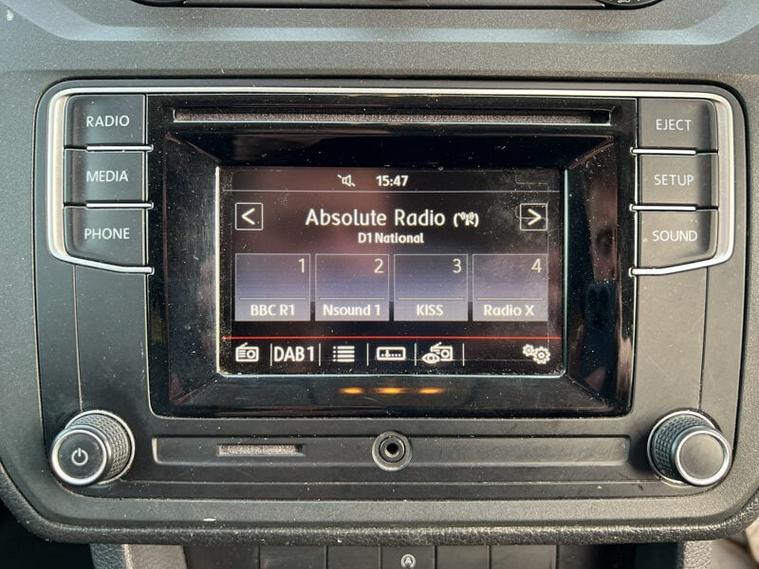 RADIO
MEDIA
PHONE
EJECT
SETUP
SOUND
15:47
< Absolute Radio >
D1 National
1 2 3 4
BBC R1 Nsound 1 KISS Radio X
DAB1
A